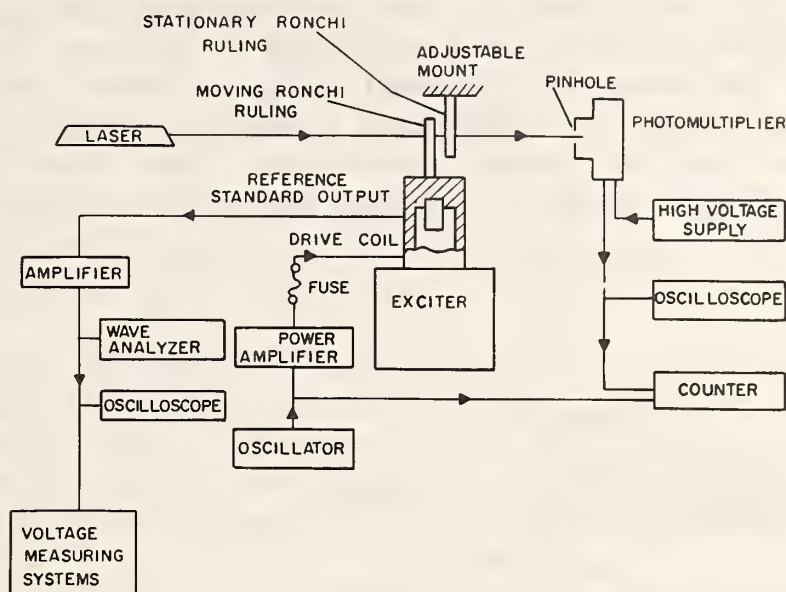 STATIONARY RONCHI
RULING
ADJUSTABLE
MOUNT
MOVING RONCHI
RULING
PINHOLE
LASER
PHOTOMULTIPLIER
REFERENCE
STANDARD OUTPUT
HIGH VOLTAGE
SUPPLY
DRIVE COIL
AMPLIFIER
FUSE
EXCITER
OSCILLOSCOPE
WAVE
ANALYZER
POWER
AMPLIFIER
COUNTER
OSCILLOSCOPE
OSCILLATOR
VOLTAGE
MEASURING
SYSTEMS